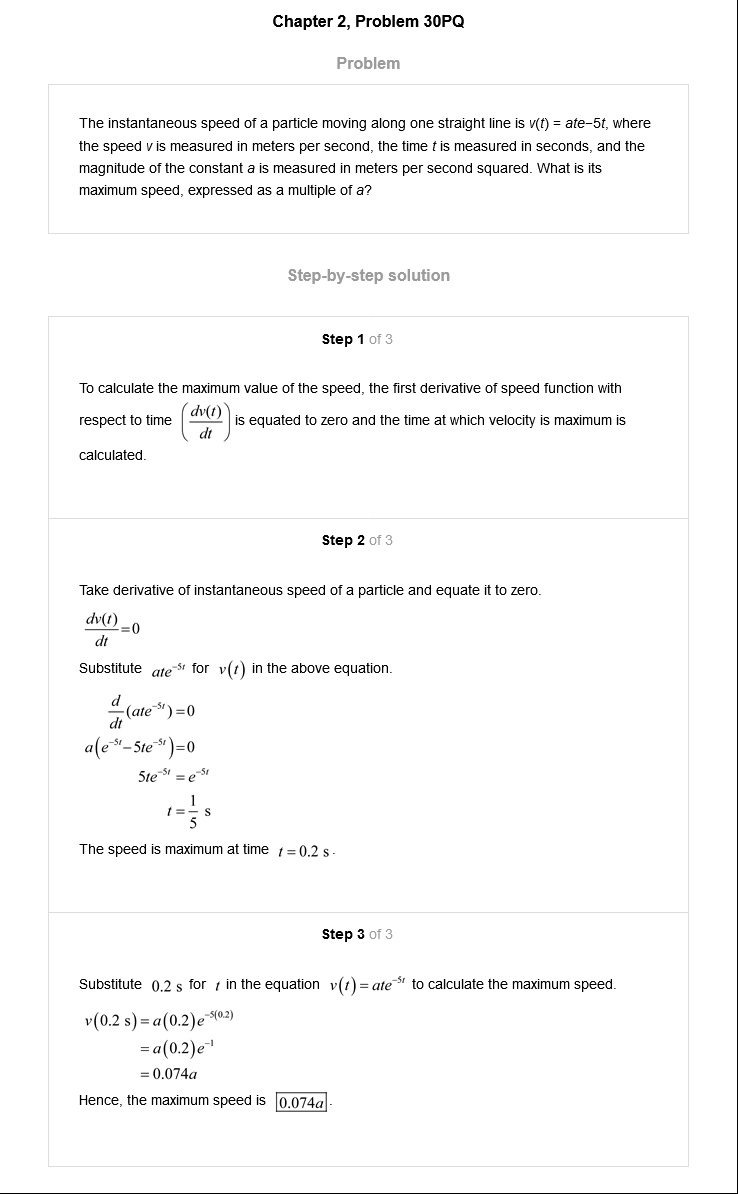 Chapter 2, Problem 30PQ
Problem
The instantaneous speed of a particle moving along one straight line is v(t) = ate−5t, where
the speed v is measured in meters per second, the time t is measured in seconds, and the
magnitude of the constant a is measured in meters per second squared. What is its
maximum speed, expressed as a multiple of a?
Step-by-step solution
Step 1 of 3
To calculate the maximum value of the speed, the first derivative of speed function with
respect to time (dv(t)/dt) is equated to zero and the time at which velocity is maximum is
calculated.
Step 2 of 3
Take derivative of instantaneous speed of a particle and equate it to zero.
dv(t)/dt=0
Substitute ate⁻⁵ᵗ for v(t) in the above equation.
d/dt(ate⁻⁵ᵗ)=0
a(e⁻⁵ᵗ−5te⁻⁵ᵗ)=0
5te⁻⁵ᵗ = e⁻⁵ᵗ
t = 1/5 s
The speed is maximum at time t = 0.2 s.
Step 3 of 3
Substitute 0.2 s for t in the equation v(t) = ate⁻⁵ᵗ to calculate the maximum speed.
v(0.2 s) = a(0.2)e⁻⁵⁽⁰·²⁾
= a(0.2)e⁻¹
= 0.074a
Hence, the maximum speed is 0.074a.